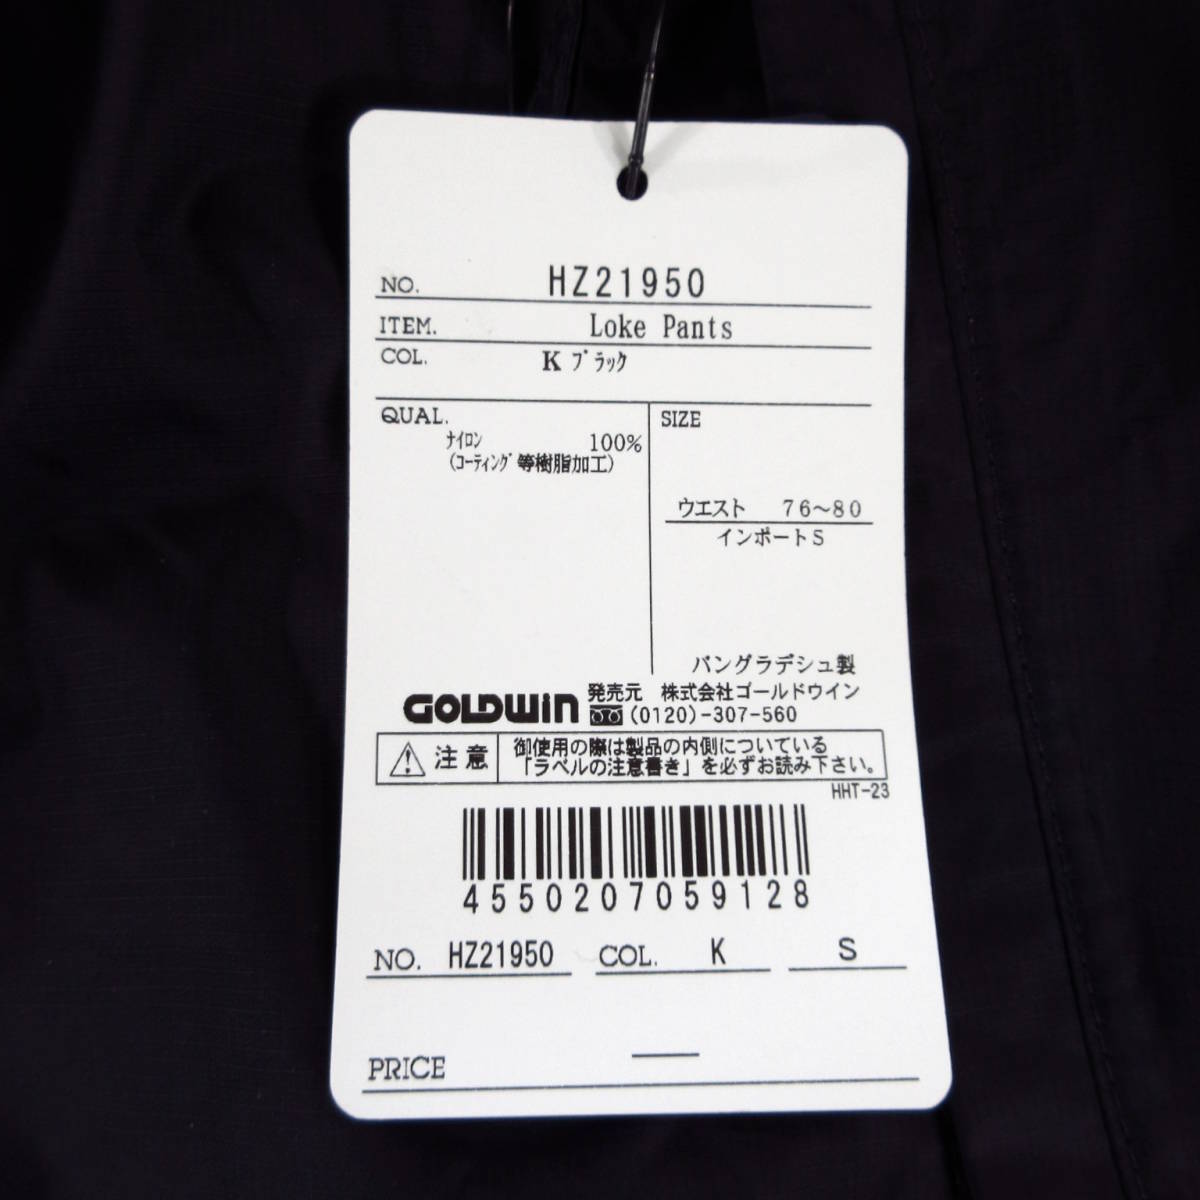 NO. HZ21950
ITEM. Loke Pants
COL. K ブラック
QUAL.
ナイロン 100%
(コーティング等樹脂加工)
SIZE
ウエスト 76~80
インポートS
バングラデシュ製
GOLDWIN 発売元 株式会社ゴールドウイン
(0120)-307-560
注意 御使用の際は製品の内側についている
「ラベルの注意書き」を必ずお読み下さい。
HHT-23
4550207059128
NO. HZ21950 COL. K S
PRICE —